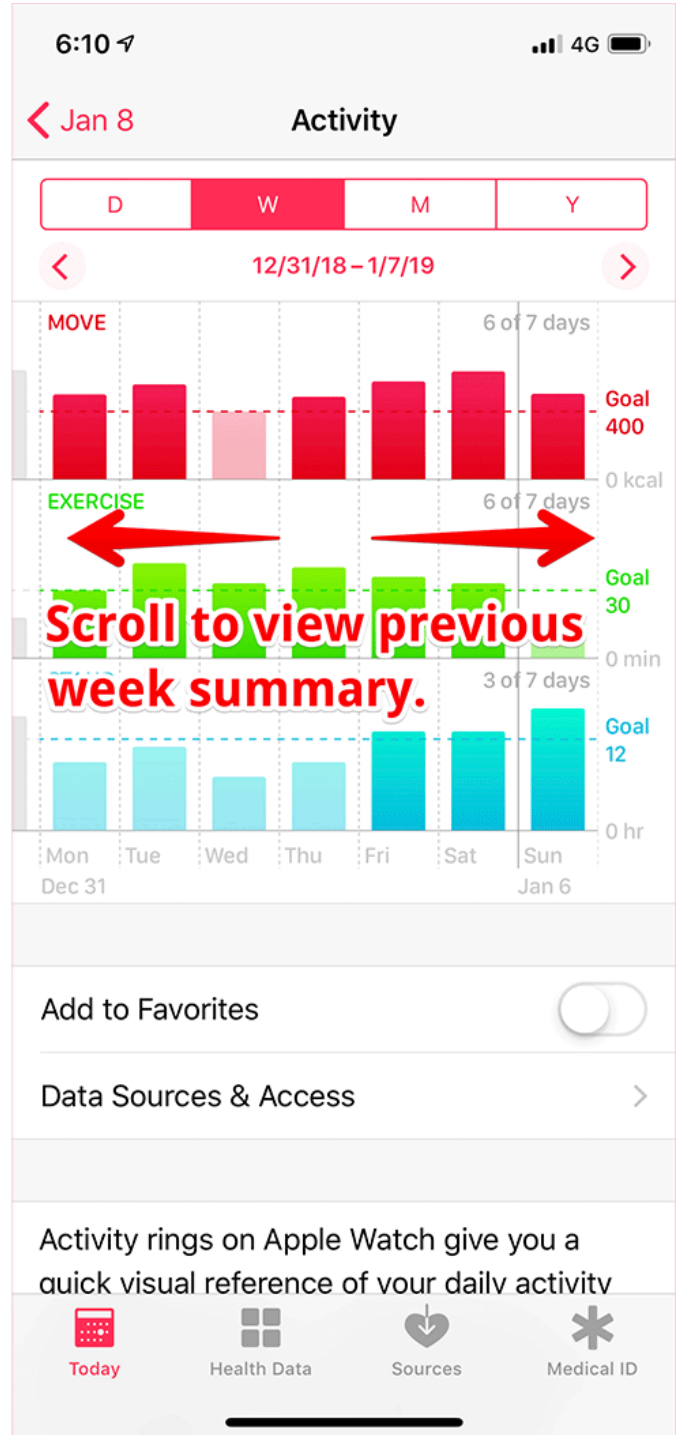 6:10
4G
Jan 8
Activity
D W M Y
12/31/18 – 1/7/19
MOVE 6 of 7 days
Goal
400
0 kcal
EXERCISE 6 of 7 days
Goal
30
Scroll to view previous
0 min
week summary.
3 of 7 days
Goal
12
0 hr
Mon Tue Wed Thu Fri Sat Sun
Dec 31 Jan 6
Add to Favorites
Data Sources & Access
Activity rings on Apple Watch give you a
quick visual reference of your daily activity
Today Health Data Sources Medical ID